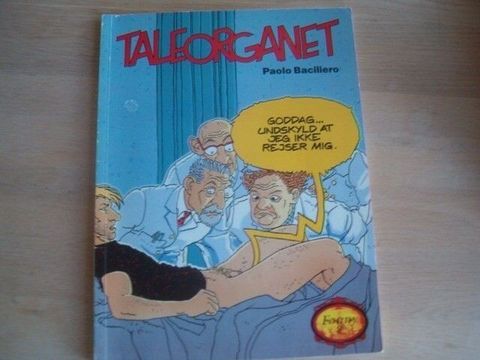 TALEORGANET
Paolo Baciliero
GODDAG...
UNDSKYLD AT
JEG IKKE
REJSER MIG.